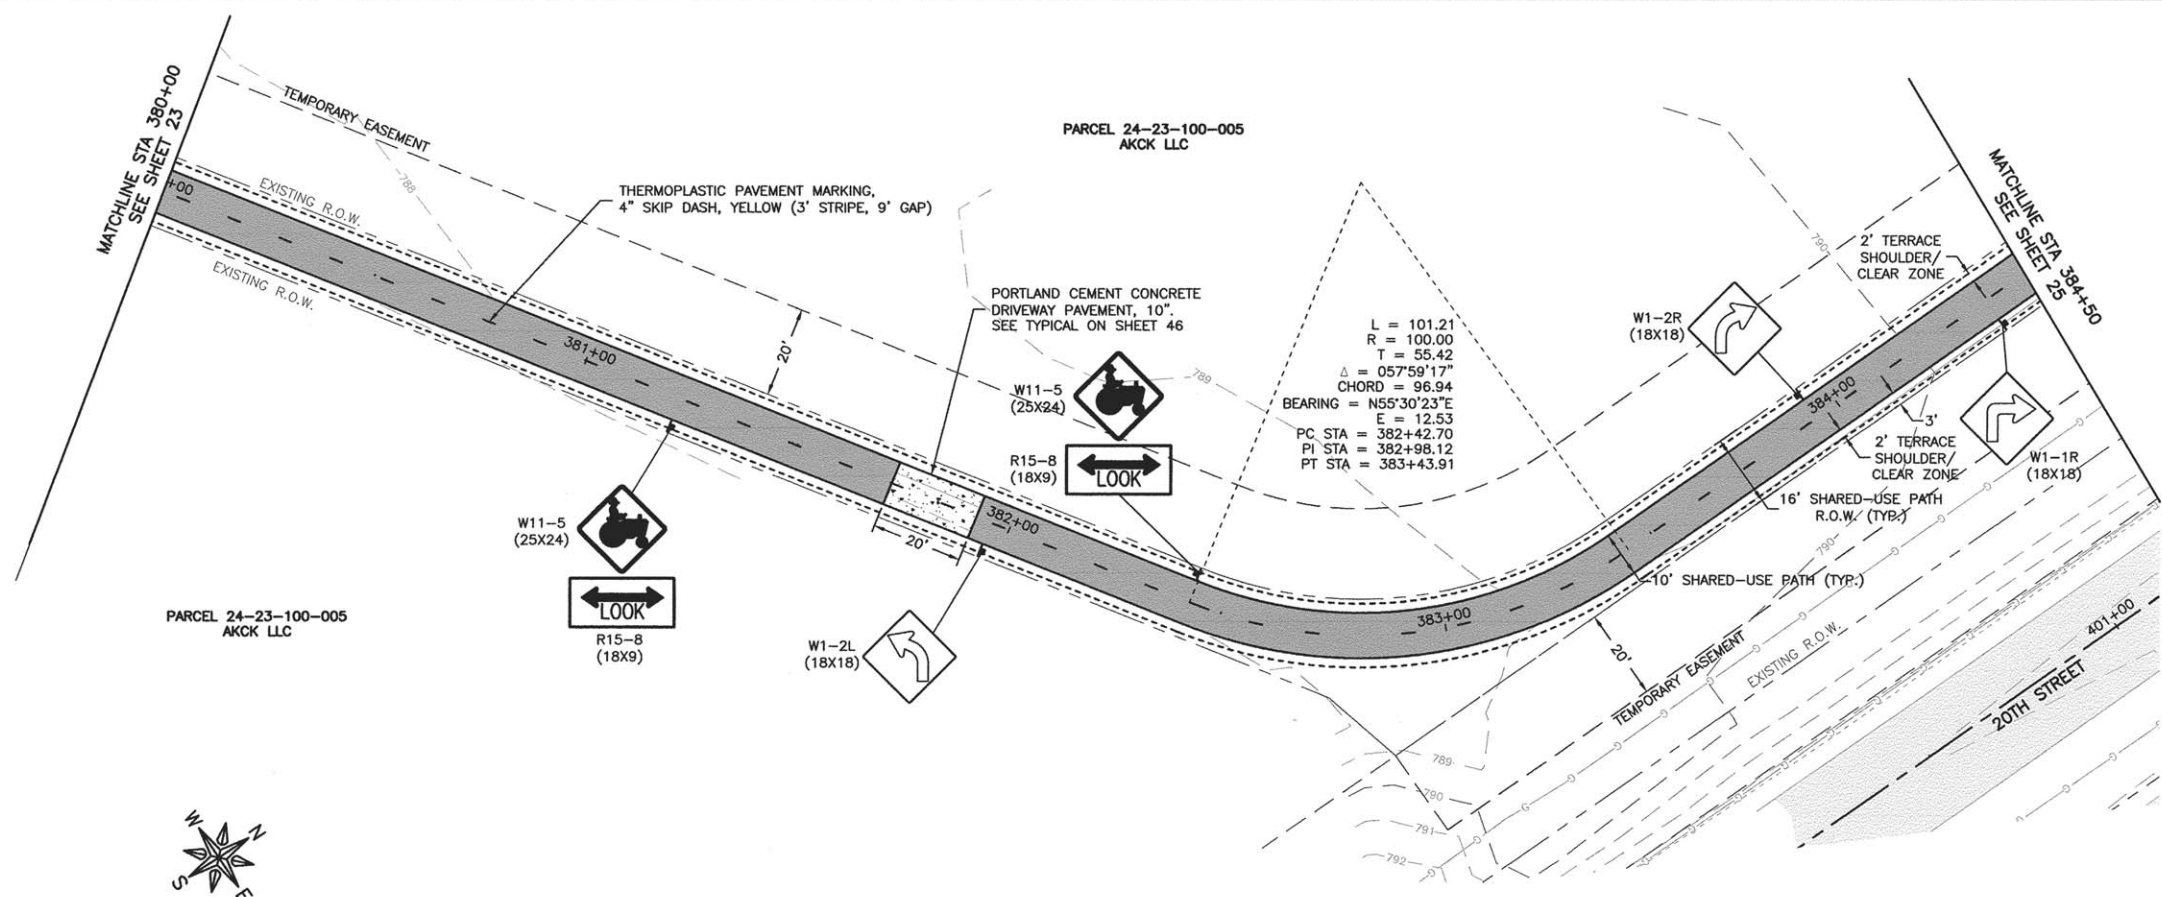 MATCHLINE STA 380+00
SEE SHEET 23
+00
TEMPORARY EASEMENT
EXISTING R.O.W.
EXISTING R.O.W.
788
THERMOPLASTIC PAVEMENT MARKING,
4" SKIP DASH, YELLOW (3' STRIPE, 9' GAP)
PARCEL 24-23-100-005
AKCK LLC
381+00
20'
PORTLAND CEMENT CONCRETE
DRIVEWAY PAVEMENT, 10".
SEE TYPICAL ON SHEET 46
W11-5
(25X24)
R15-8
(18X9)
LOOK
789
L = 101.21
R = 100.00
T = 55.42
Δ = 057°59'17"
CHORD = 96.94
BEARING = N55°30'23"E
E = 12.53
PC STA = 382+42.70
PI STA = 382+98.12
PT STA = 383+43.91
W1-2R
(18X18)
790
2' TERRACE
SHOULDER/
CLEAR ZONE
MATCHLINE STA 384+50
SEE SHEET 25
384+00
3'
2' TERRACE
SHOULDER/
CLEAR ZONE
W1-1R
(18X18)
16' SHARED-USE PATH
R.O.W. (TYP.)
790
10' SHARED-USE PATH (TYP.)
W11-5
(25X24)
LOOK
R15-8
(18X9)
20'
382+00
W1-2L
(18X18)
383+00
20'
TEMPORARY EASEMENT
EXISTING R.O.W.
G
401+00
20TH STREET
PARCEL 24-23-100-005
AKCK LLC
789
790
791
792
W
N
S
E